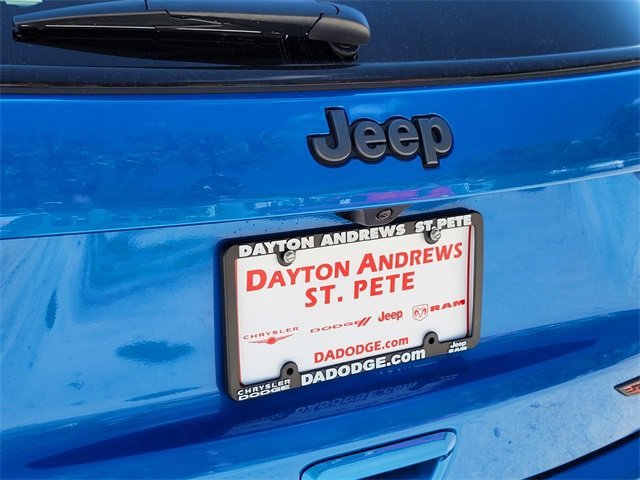 Jeep
DAYTON ANDREWS ST. PETE
DAYTON ANDREWS
ST. PETE
CHRYSLER DODGE Jeep RAM
DADODGE.com
CHRYSLER Jeep
DODGE DADODGE.com RAM